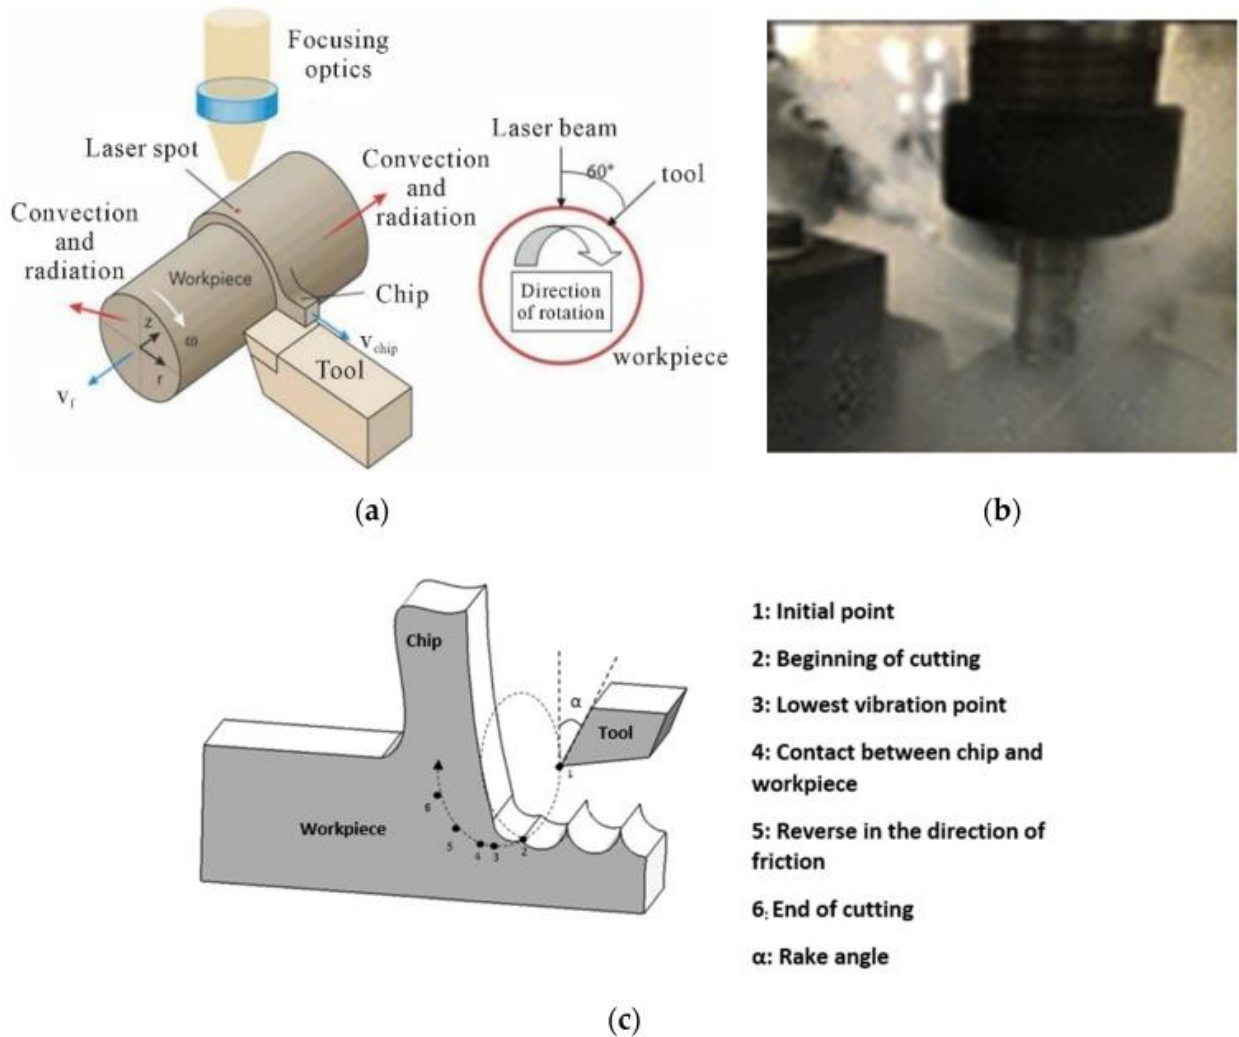 Focusing
optics
Laser spot
Convection
and
radiation
Convection
and
radiation
Workpiece
Chip
z
ω
r
v_f
v_chip
Tool
Laser beam
60°
tool
Direction
of rotation
workpiece
(a)
(b)
Chip
α
Tool
1
Workpiece
6
5
4
3
2
1: Initial point
2: Beginning of cutting
3: Lowest vibration point
4: Contact between chip and
workpiece
5: Reverse in the direction of
friction
6: End of cutting
α: Rake angle
(c)